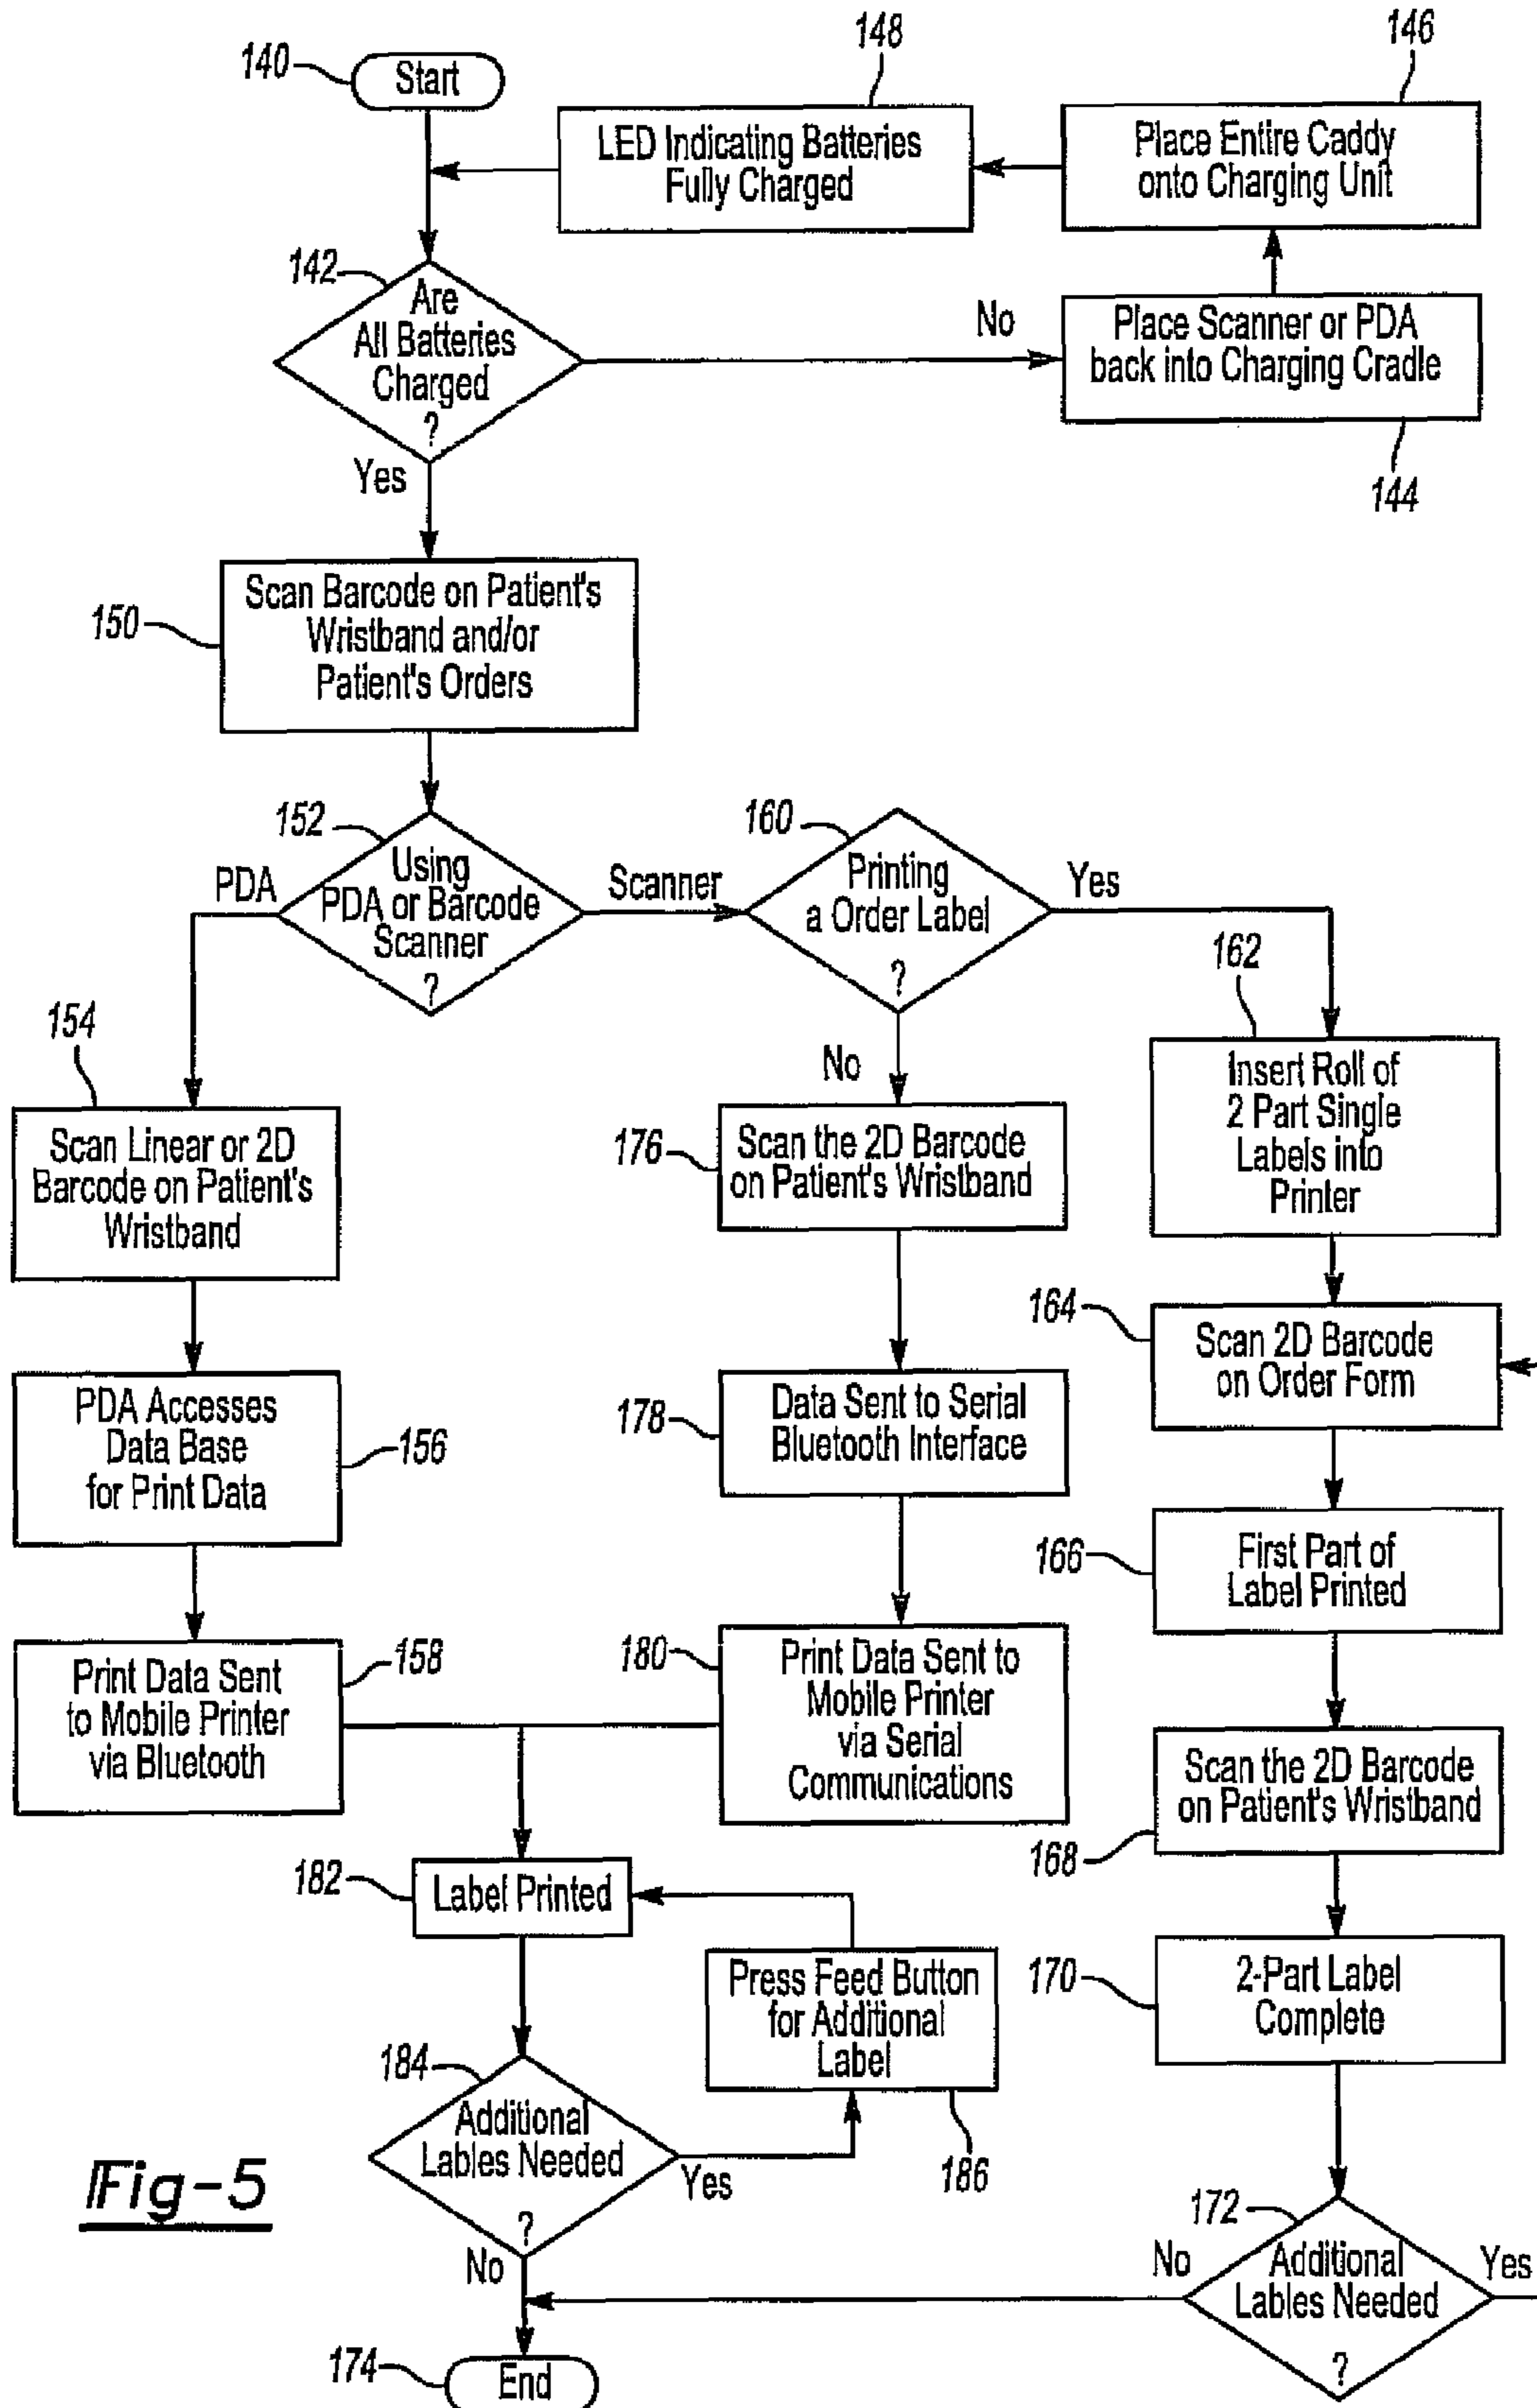 140
Start
148
LED Indicating Batteries
Fully Charged
146
Place Entire Caddy
onto Charging Unit
142
Are
All Batteries
Charged
?
No
Place Scanner or PDA
back into Charging Cradle
144
Yes
150
Scan Barcode on Patient's
Wristband and/or
Patient's Orders
152
Using
PDA or Barcode
Scanner
?
PDA
Scanner
160
Printing
a Order Label
?
Yes
No
154
Scan Linear or 2D
Barcode on Patient's
Wristband
PDA Accesses
Data Base
for Print Data
156
Print Data Sent
to Mobile Printer
via Bluetooth
158
176
Scan the 2D Barcode
on Patient's Wristband
178
Data Sent to Serial
Bluetooth Interface
180
Print Data Sent to
Mobile Printer
via Serial
Communications
162
Insert Roll of
2 Part Single
Labels into
Printer
164
Scan 2D Barcode
on Order Form
166
First Part of
Label Printed
Scan the 2D Barcode
on Patient's Wristband
168
170
2-Part Label
Complete
172
Additional
Lables Needed
?
No
Yes
182
Label Printed
Press Feed Button
for Additional
Label
186
184
Additional
Lables Needed
?
Yes
No
174
End
Fig-5